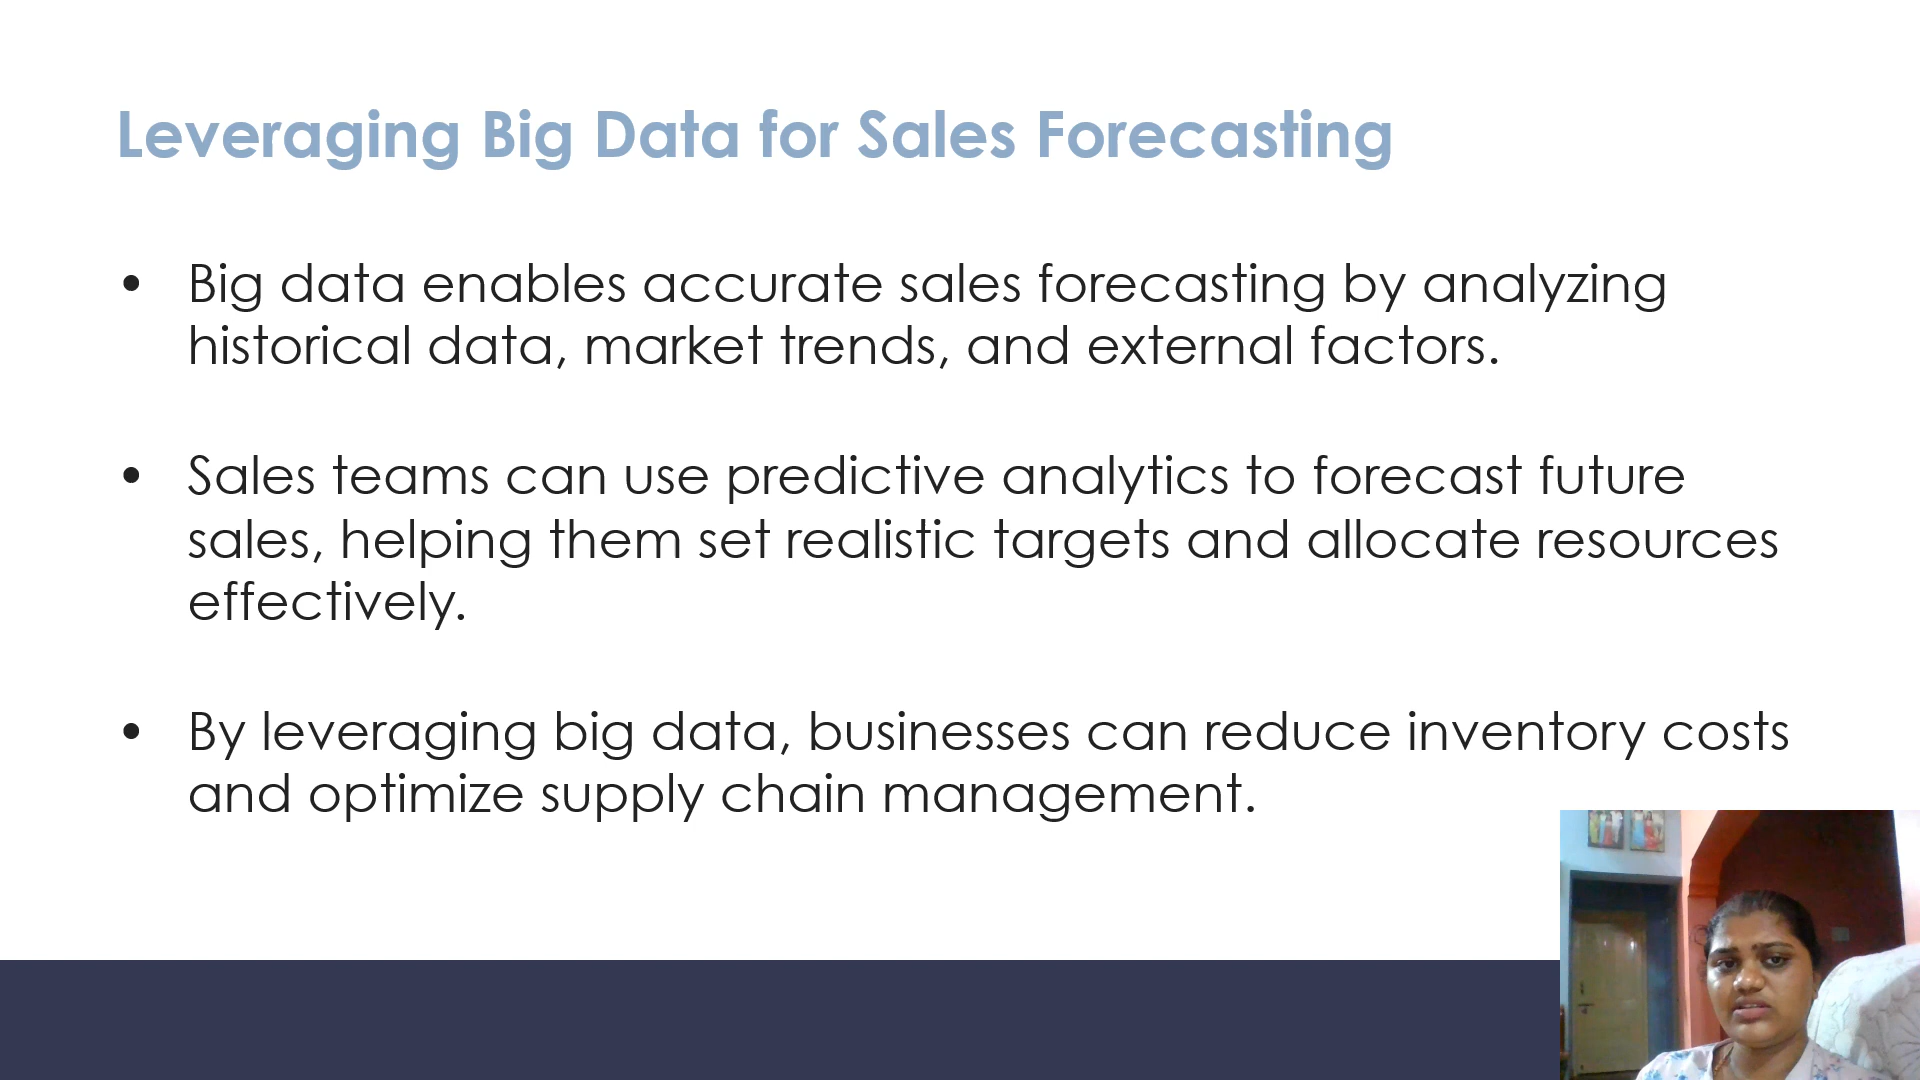 Leveraging Big Data for Sales Forecasting
• Big data enables accurate sales forecasting by analyzing
historical data, market trends, and external factors.
• Sales teams can use predictive analytics to forecast future
sales, helping them set realistic targets and allocate resources
effectively.
• By leveraging big data, businesses can reduce inventory costs
and optimize supply chain management.